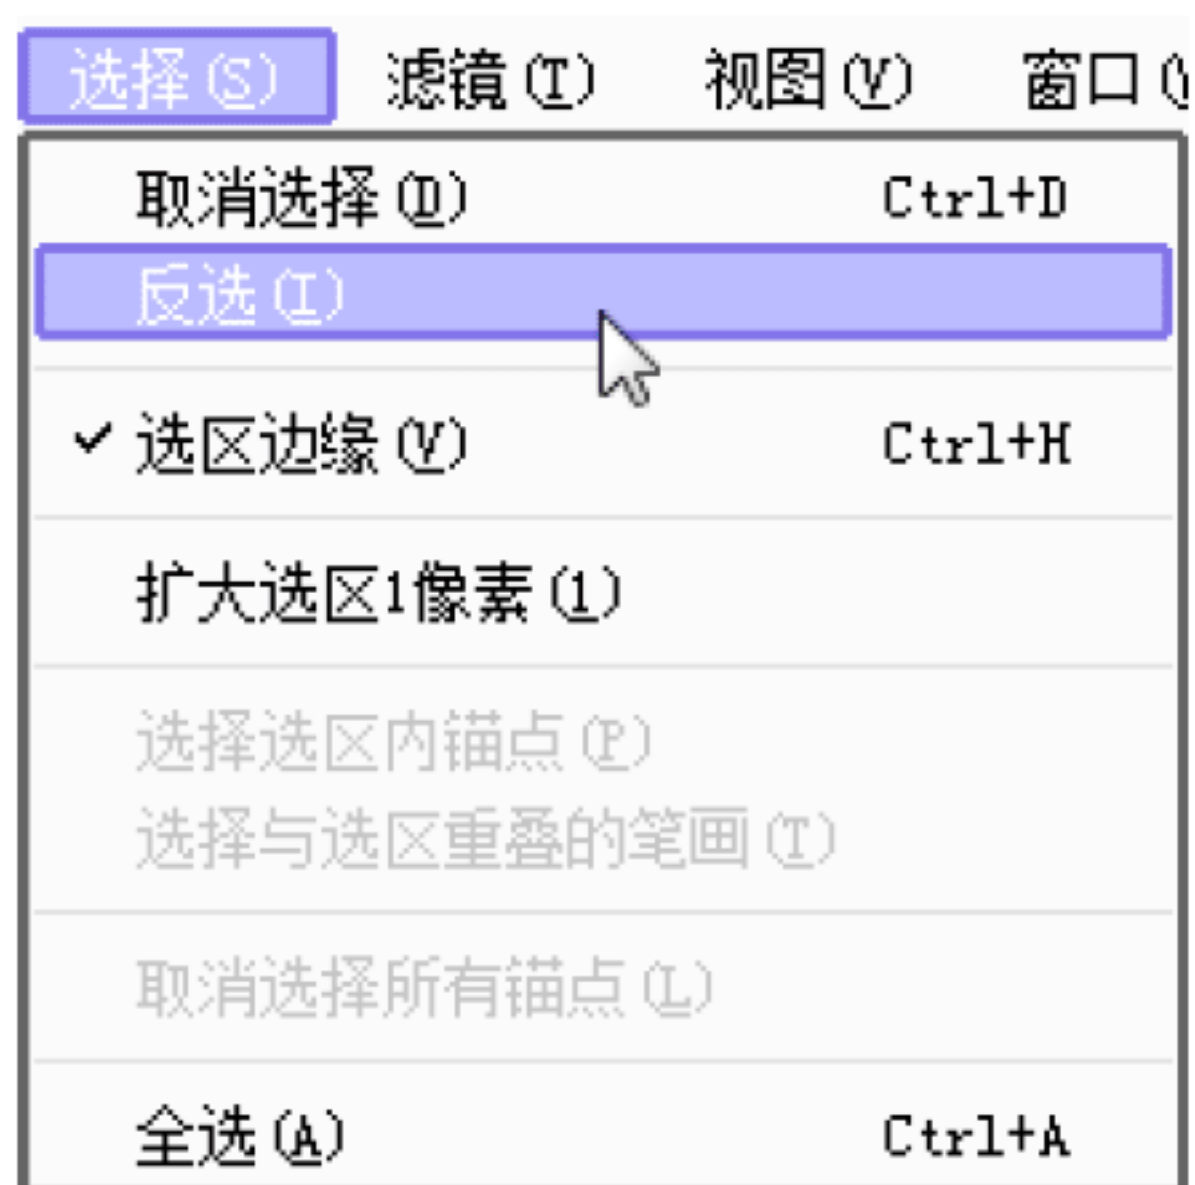 选择(S) 滤镜(T) 视图(V) 窗口(
取消选择(D) Ctrl+D
反选(I)
✓ 选区边缘(V) Ctrl+H
扩大选区1像素(1)
选择选区内锚点(P)
选择与选区重叠的笔画(T)
取消选择所有锚点(L)
全选(A) Ctrl+A